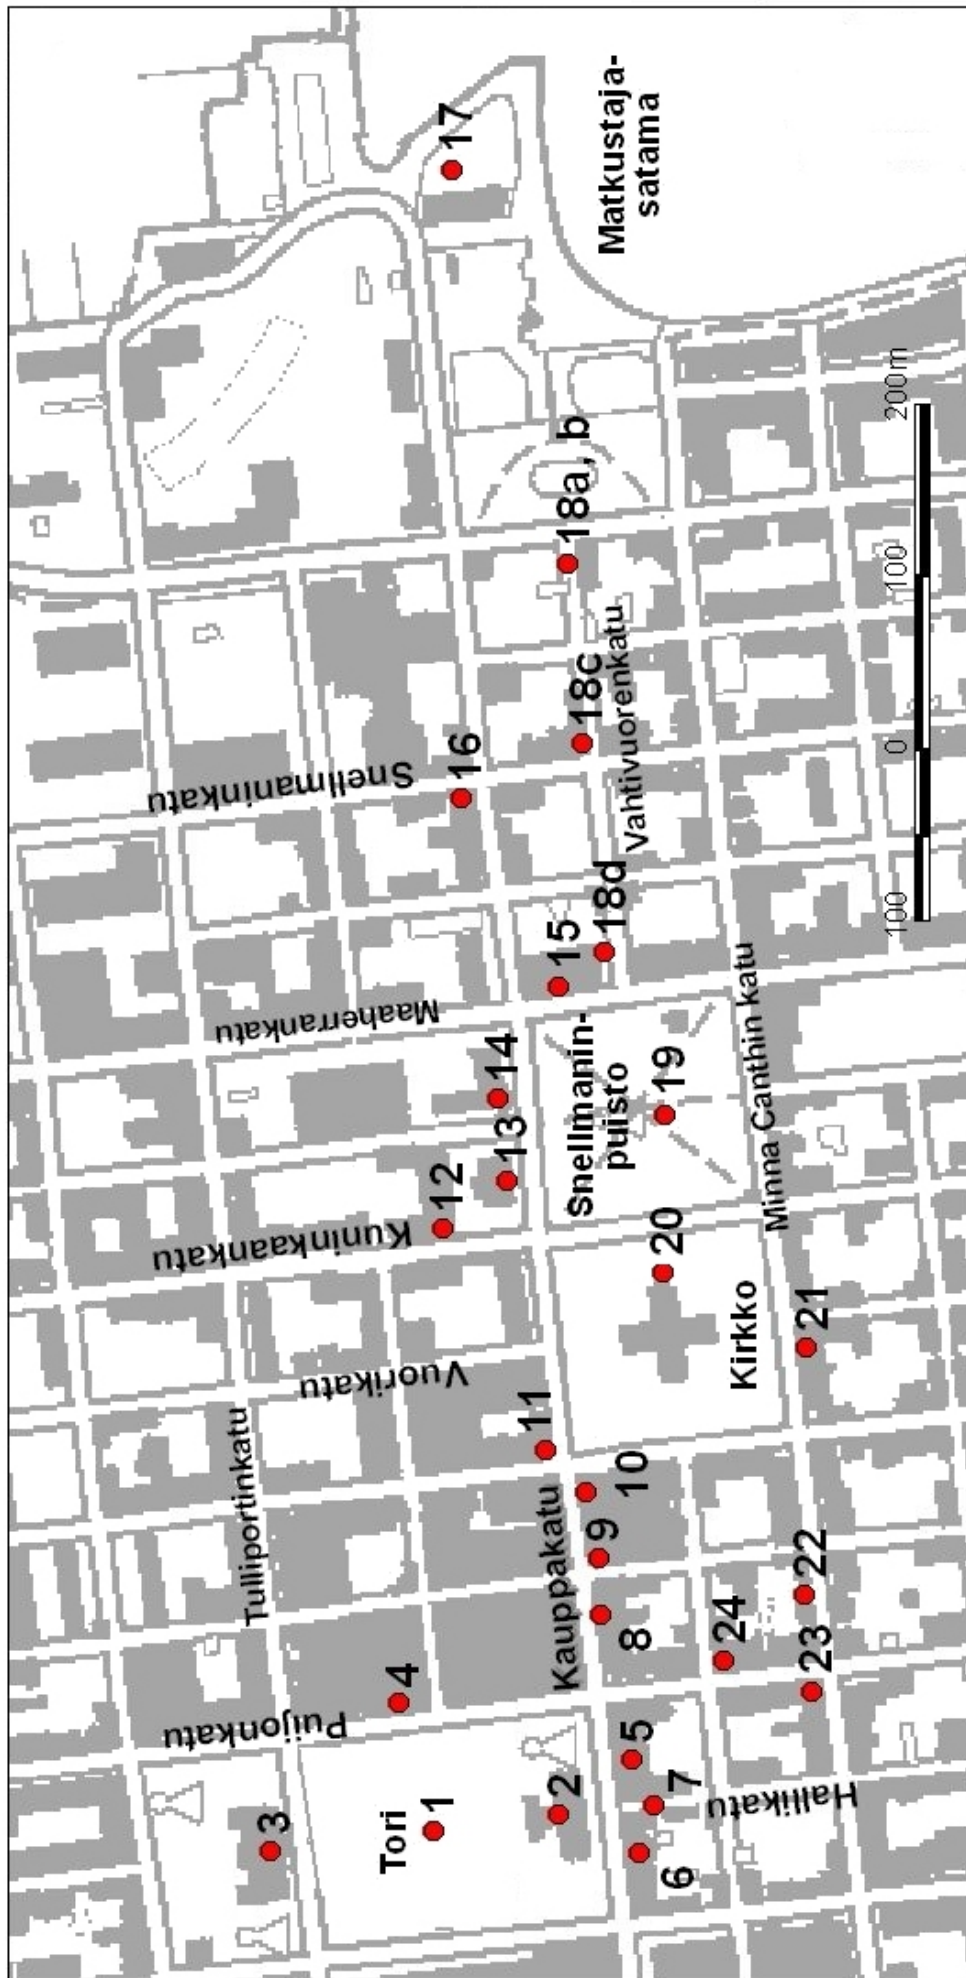 17
Matkustaja-
satama
200m
100
0
100
18a, b
18c
Vahtivuorenkatu
Snellmaninkatu
16
15
18d
Maaherrankatu
14
13
12
Kuninkaankatu
Snellmanin-
puisto
19
Minna Canthin katu
20
Kirkko
21
Vuorikatu
11
Tulliportinkatu
10
Kauppakatu
9
8
22
24
23
4
Puijonkatu
5
7
6
Hallikatu
2
3
Tori
1